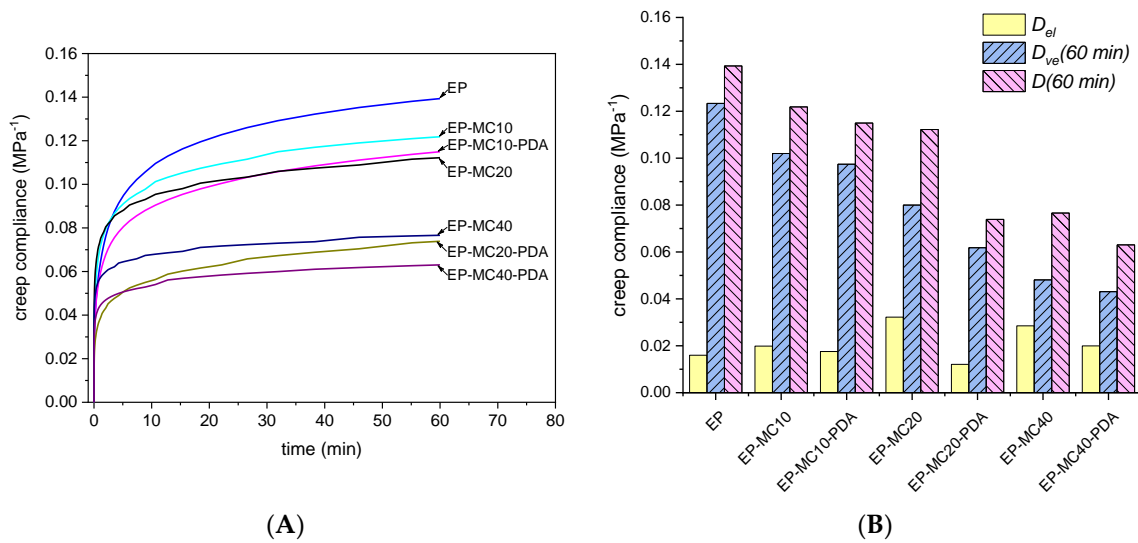 0.16
0.14
0.12
0.10
0.08
0.06
0.04
0.02
0.00
creep compliance (MPa⁻¹)
0 10 20 30 40 50 60 70 80
time (min)
EP
EP-MC10
EP-MC10-PDA
EP-MC20
EP-MC40
EP-MC20-PDA
EP-MC40-PDA
(A)
0.16
0.14
0.12
0.10
0.08
0.06
0.04
0.02
0.00
creep compliance (MPa⁻¹)
Del
Dve(60 min)
D(60 min)
EP
EP-MC10
EP-MC10-PDA
EP-MC20
EP-MC20-PDA
EP-MC40
EP-MC40-PDA
(B)